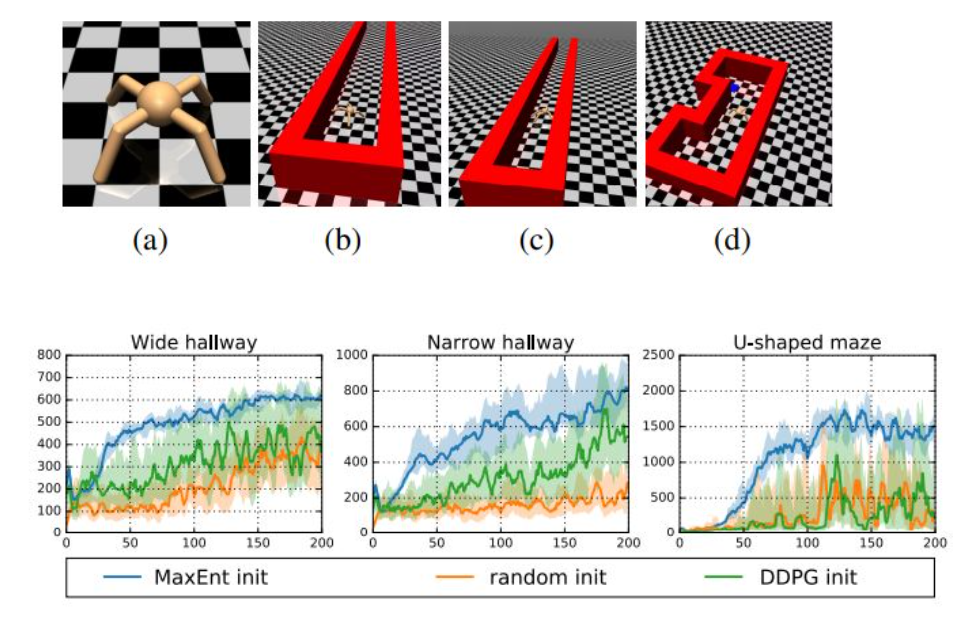 (a) (b) (c) (d)
Wide hallway Narrow hallway U-shaped maze
800 1000 2500
700
600 800 2000
500 600 1500
400
300 400 1000
200 200 500
100
0 0 0
0 50 100 150 200 0 50 100 150 200 0 50 100 150 200
MaxEnt init random init DDPG init